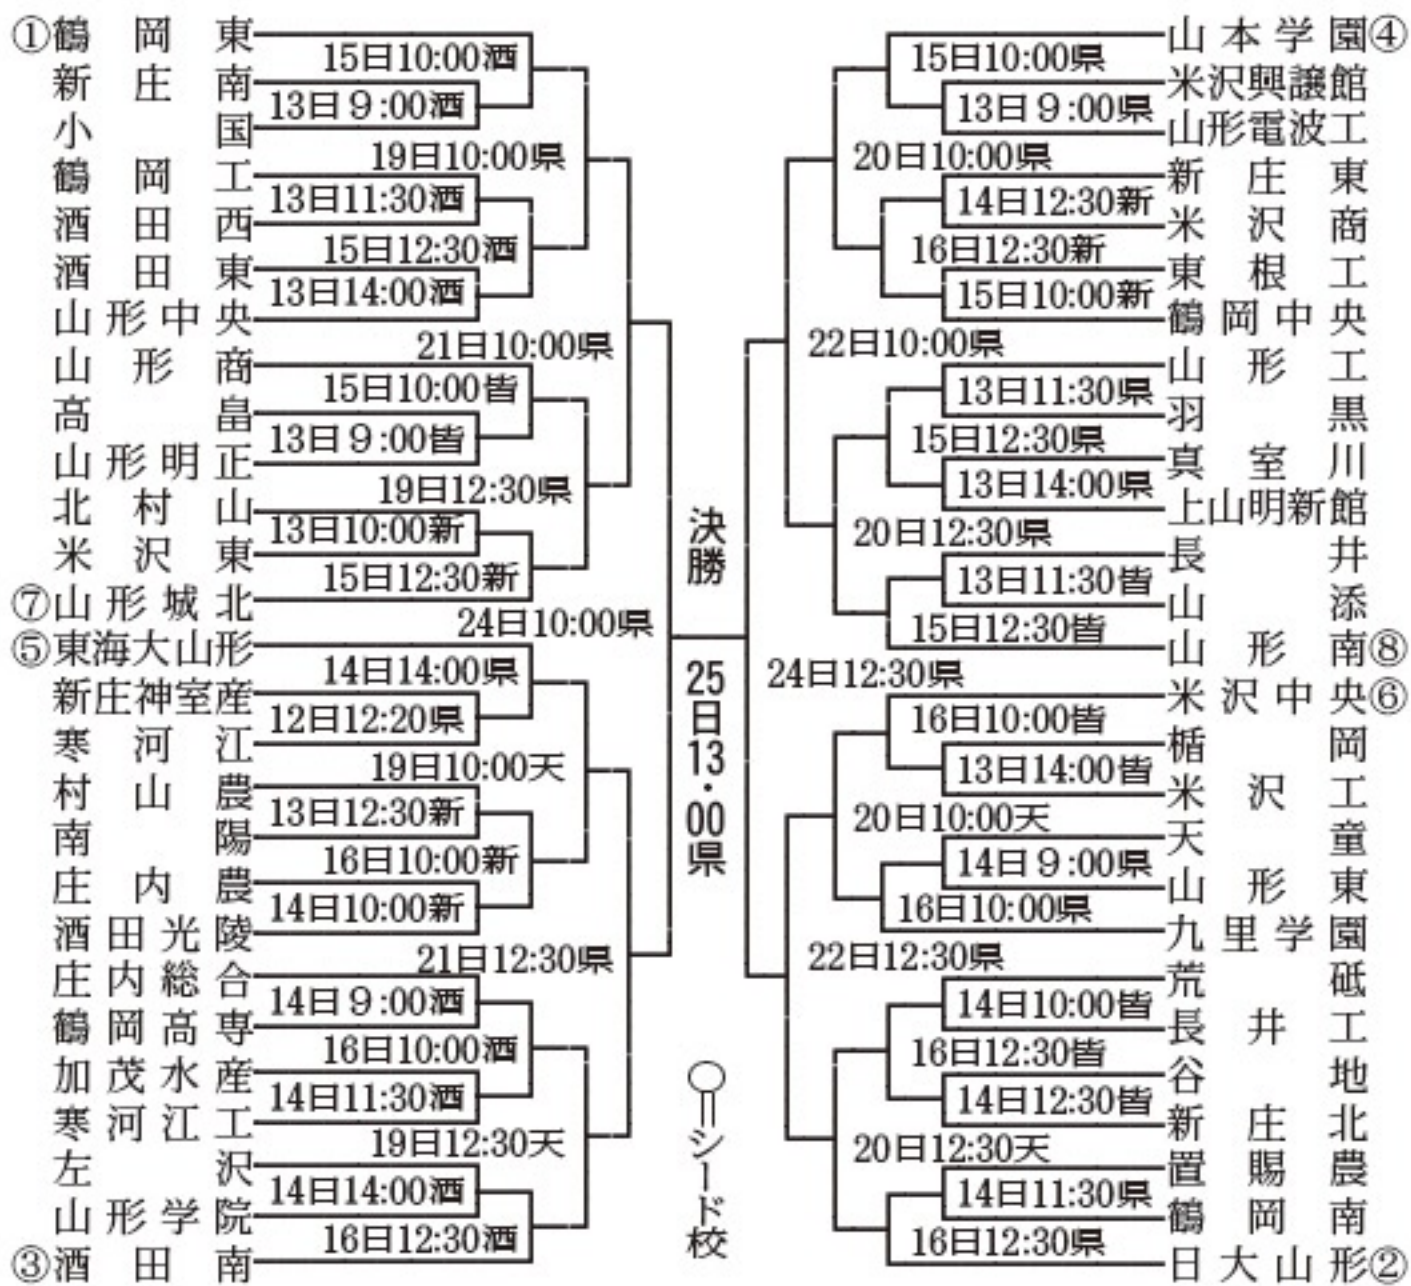 ①鶴岡東
15日10:00酒
新庄南
13日9:00酒
小国
19日10:00県
鶴岡工
13日11:30酒
酒田西
15日12:30酒
酒田東
13日14:00酒
山形中央
21日10:00県
山形商
15日10:00皆
高畠
13日9:00皆
山形明正
19日12:30県
北村山
13日10:00新
米沢東
15日12:30新
⑦山形城北
24日10:00県
⑤東海大山形
14日14:00県
新庄神室産
12日12:20県
寒河江
19日10:00天
村山農
13日12:30新
南陽
16日10:00新
庄内農
14日10:00新
酒田光陵
21日12:30県
庄内総合
14日9:00酒
鶴岡高専
16日10:00酒
加茂水産
14日11:30酒
寒河江工
19日12:30天
左沢
14日14:00酒
山形学院
16日12:30酒
③酒田南
決勝
25日13・00県
○=シード校
山本学園④
15日10:00県
米沢興譲館
13日9:00県
山形電波工
20日10:00県
新庄東
14日12:30新
米沢商
16日12:30新
東根工
15日10:00新
鶴岡中央
22日10:00県
山形工
13日11:30県
羽黒
15日12:30県
真室川
13日14:00県
上山明新館
20日12:30県
長井
13日11:30皆
山添
15日12:30皆
山形南⑧
24日12:30県
米沢中央⑥
16日10:00皆
楯岡
13日14:00皆
米沢工
20日10:00天
天童
14日9:00県
山形東
16日10:00県
九里学園
22日12:30県
荒砥
14日10:00皆
長井工
16日12:30皆
谷地
14日12:30皆
新庄北
20日12:30天
置賜農
14日11:30県
鶴岡南
16日12:30県
日大山形②